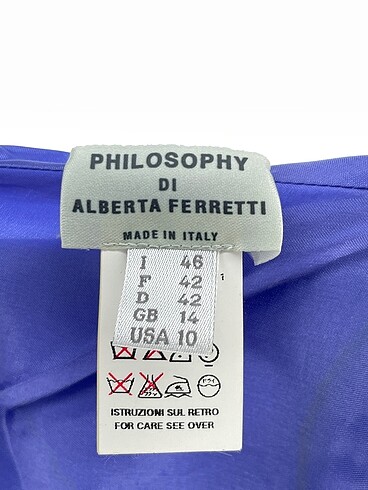 PHILOSOPHY
DI
ALBERTA FERRETTI
MADE IN ITALY
I 46
F 42
D 42
GB 14
USA 10
1
ISTRUZIONI SUL RETRO
FOR CARE SEE OVER